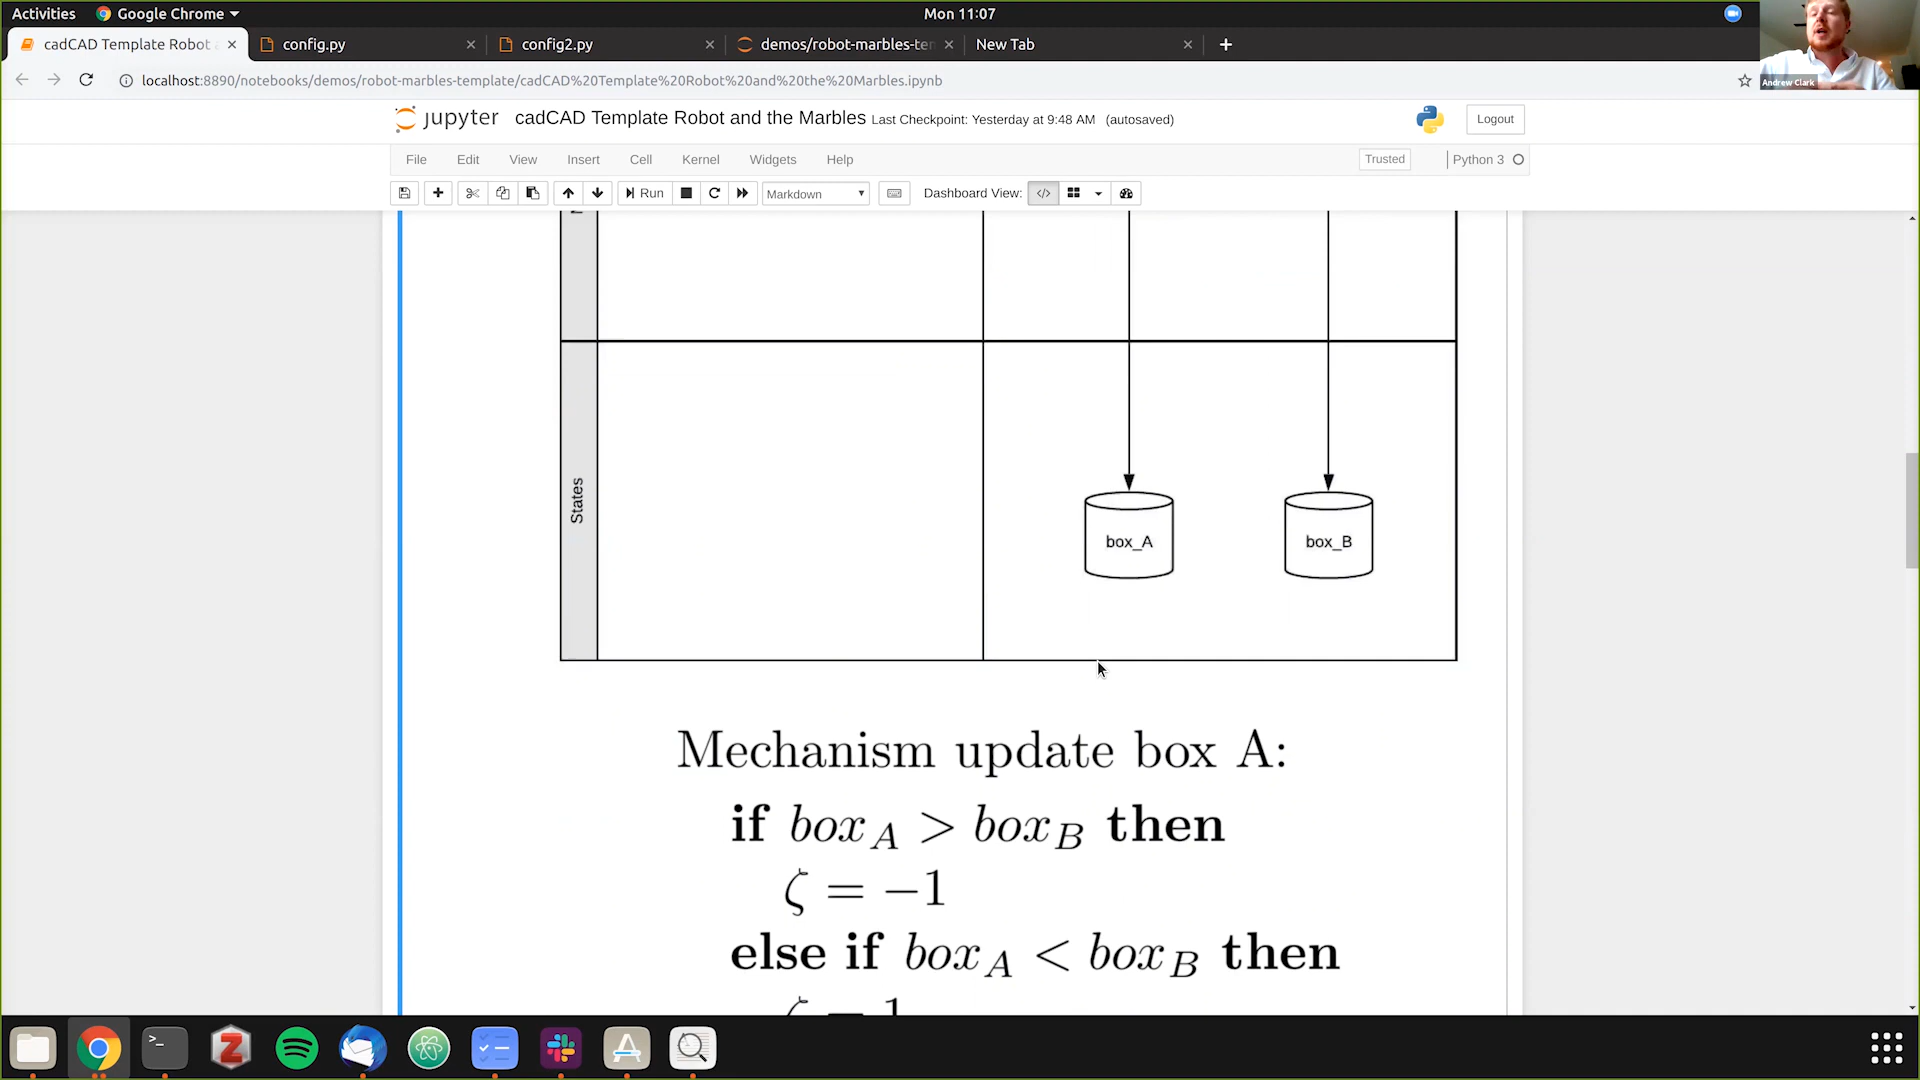 Activities
Google Chrome
Mon 11:07
cadCAD Template Robot
config.py
config2.py
demos/robot-marbles-te
New Tab
localhost:8890/notebooks/demos/robot-marbles-template/cadCAD%20Template%20Robot%20and%20the%20Marbles.ipynb
Andrew Clark
jupyter
cadCAD Template Robot and the Marbles Last Checkpoint: Yesterday at 9:48 AM (autosaved)
Logout
File Edit View Insert Cell Kernel Widgets Help
Trusted
Python 3
Run
Markdown
Dashboard View:
States
box_A
box_B
Mechanism update box A:
if box_A > box_B then
ζ = −1
else if box_A < box_B then
ζ = 1